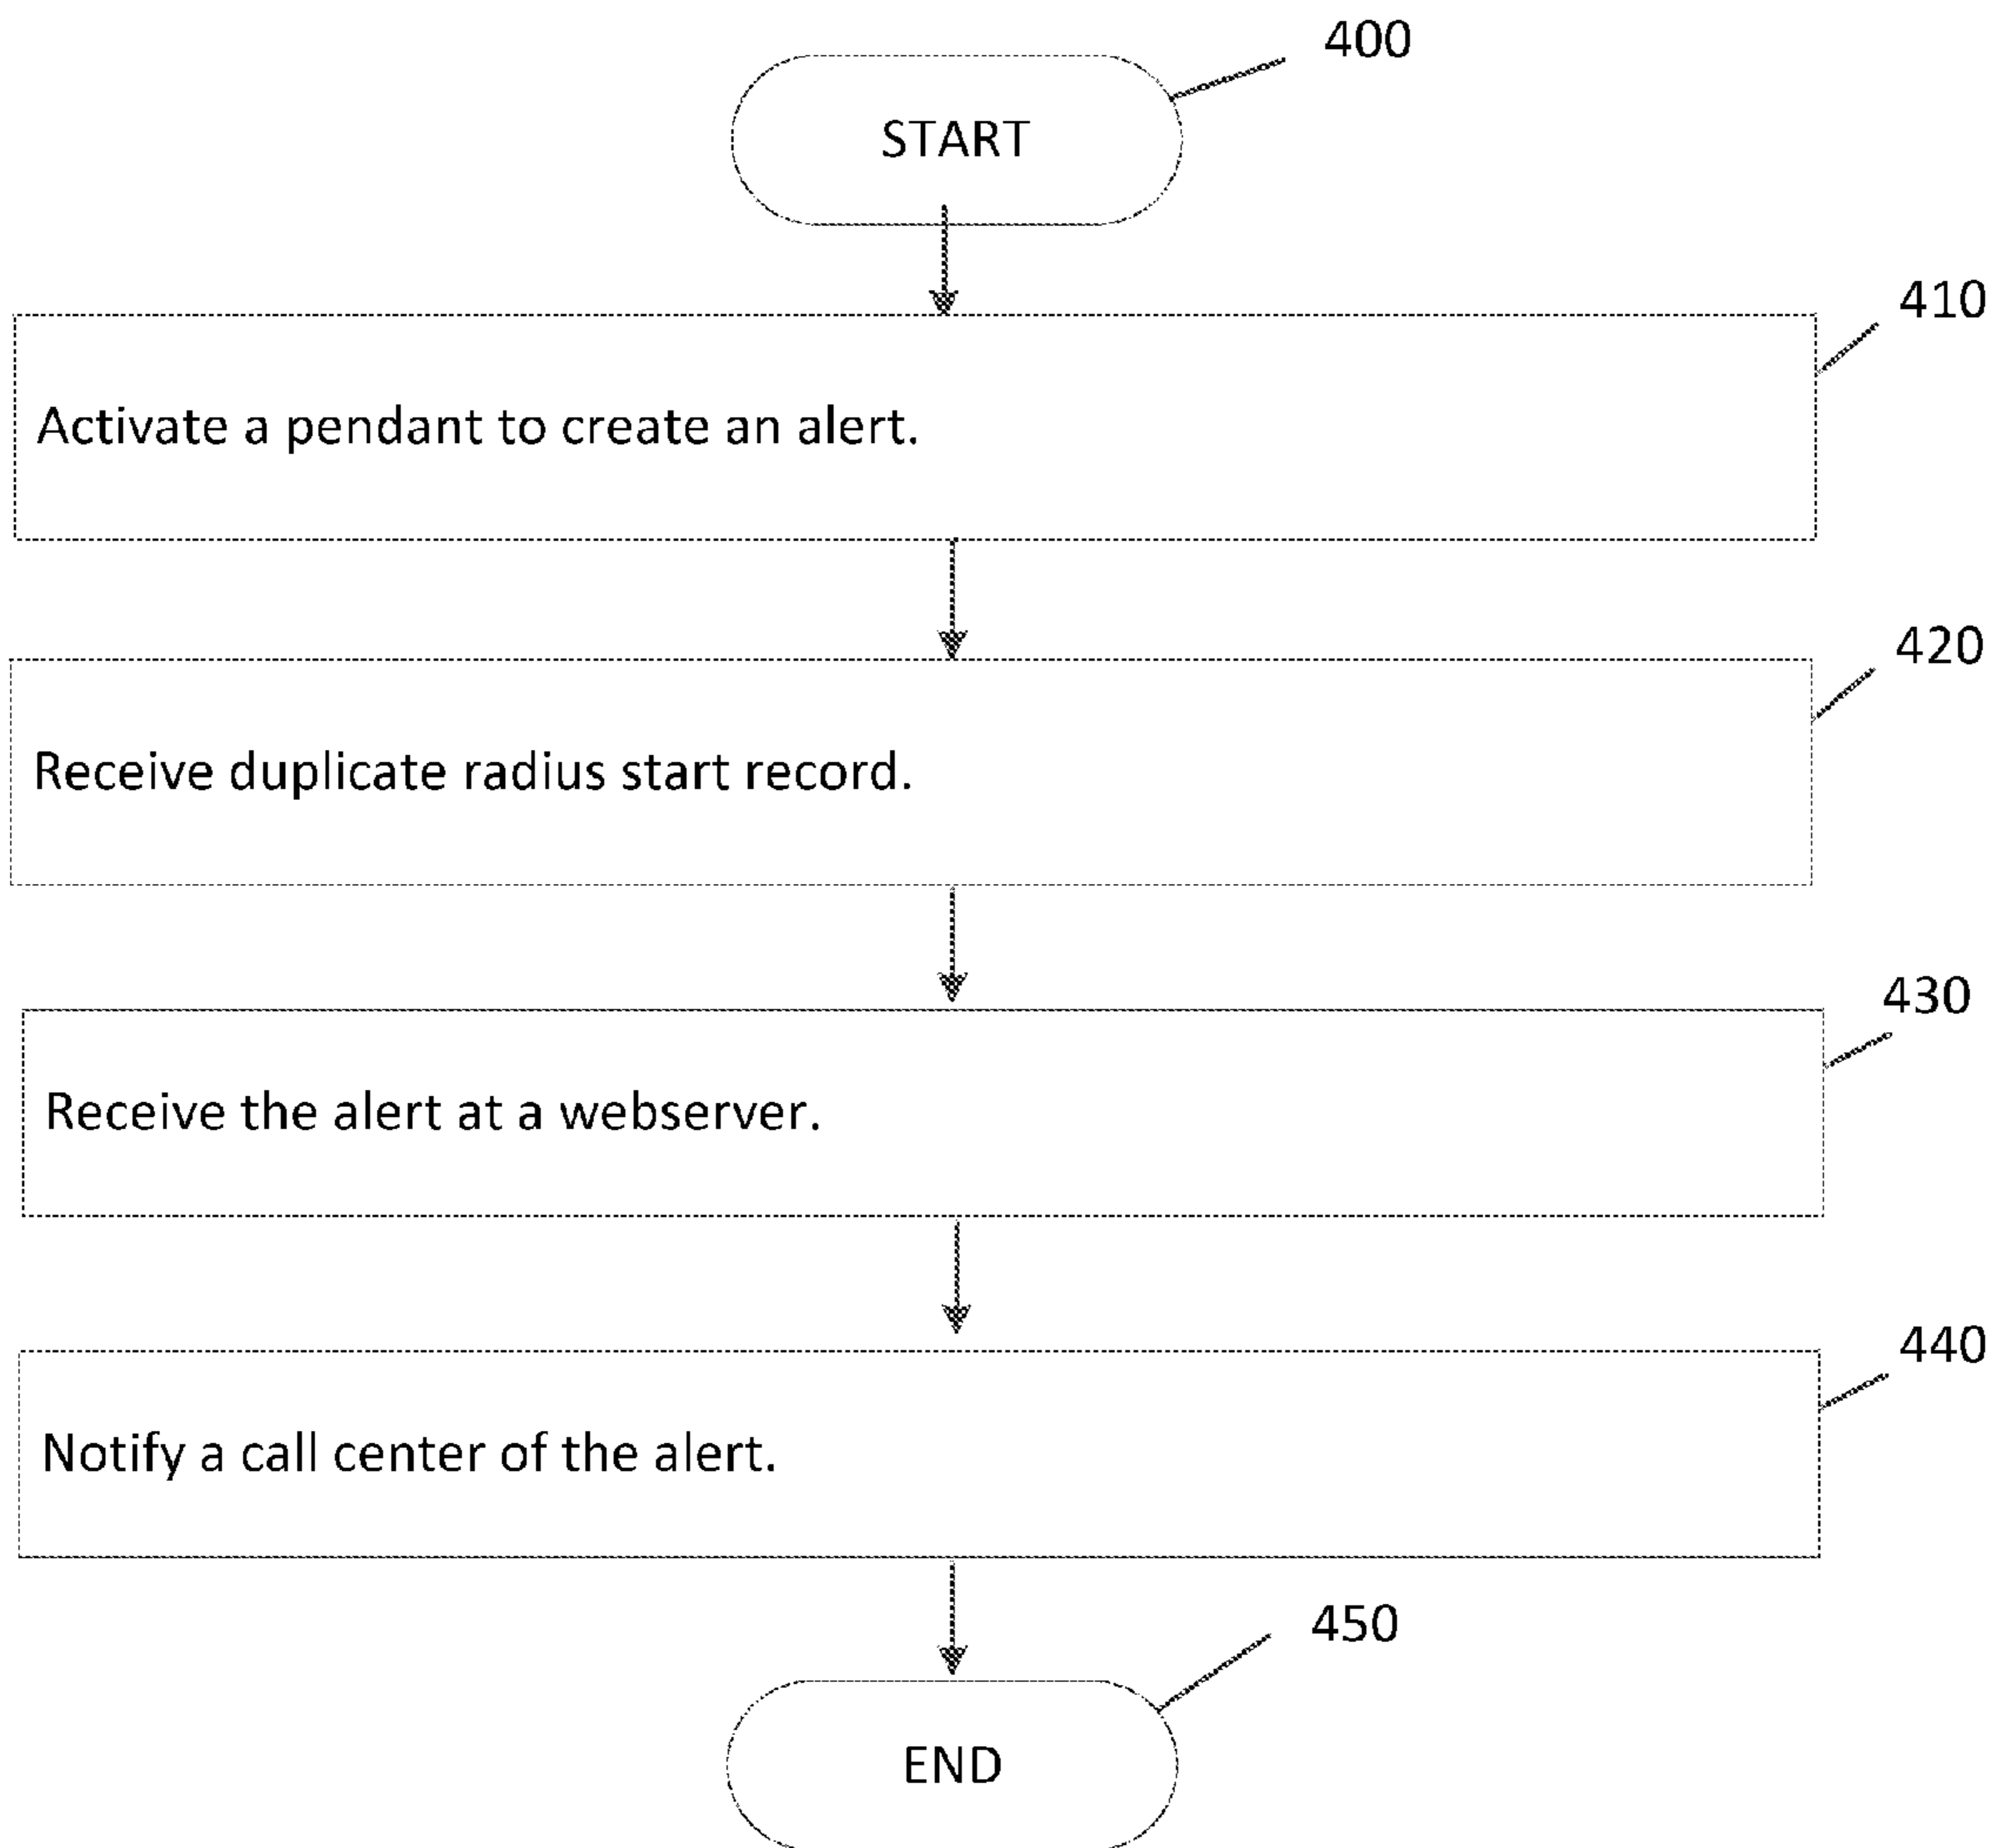 400
START
410
Activate a pendant to create an alert.
420
Receive duplicate radius start record.
430
Receive the alert at a webserver.
440
Notify a call center of the alert.
450
END